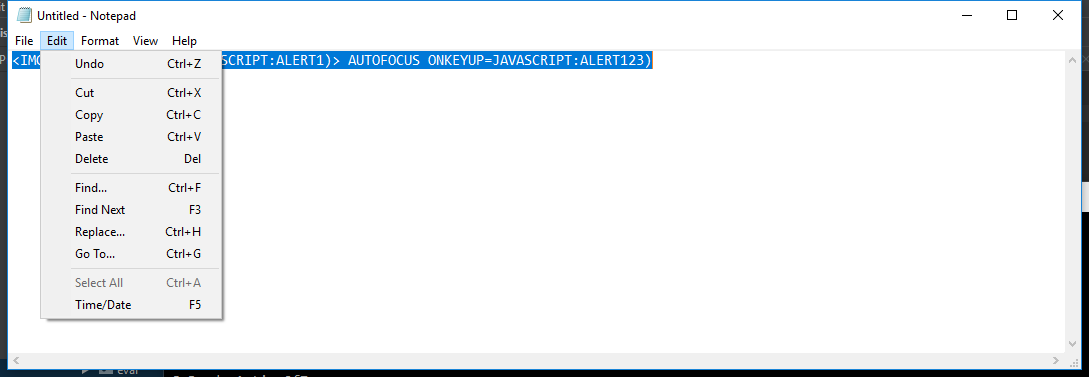 Untitled - Notepad
File Edit Format View Help
<IM SCRIPT:ALERT1)> AUTOFOCUS ONKEYUP=JAVASCRIPT:ALERT123)
Undo Ctrl+Z
Cut Ctrl+X
Copy Ctrl+C
Paste Ctrl+V
Delete Del
Find... Ctrl+F
Find Next F3
Replace... Ctrl+H
Go To... Ctrl+G
Select All Ctrl+A
Time/Date F5
eval